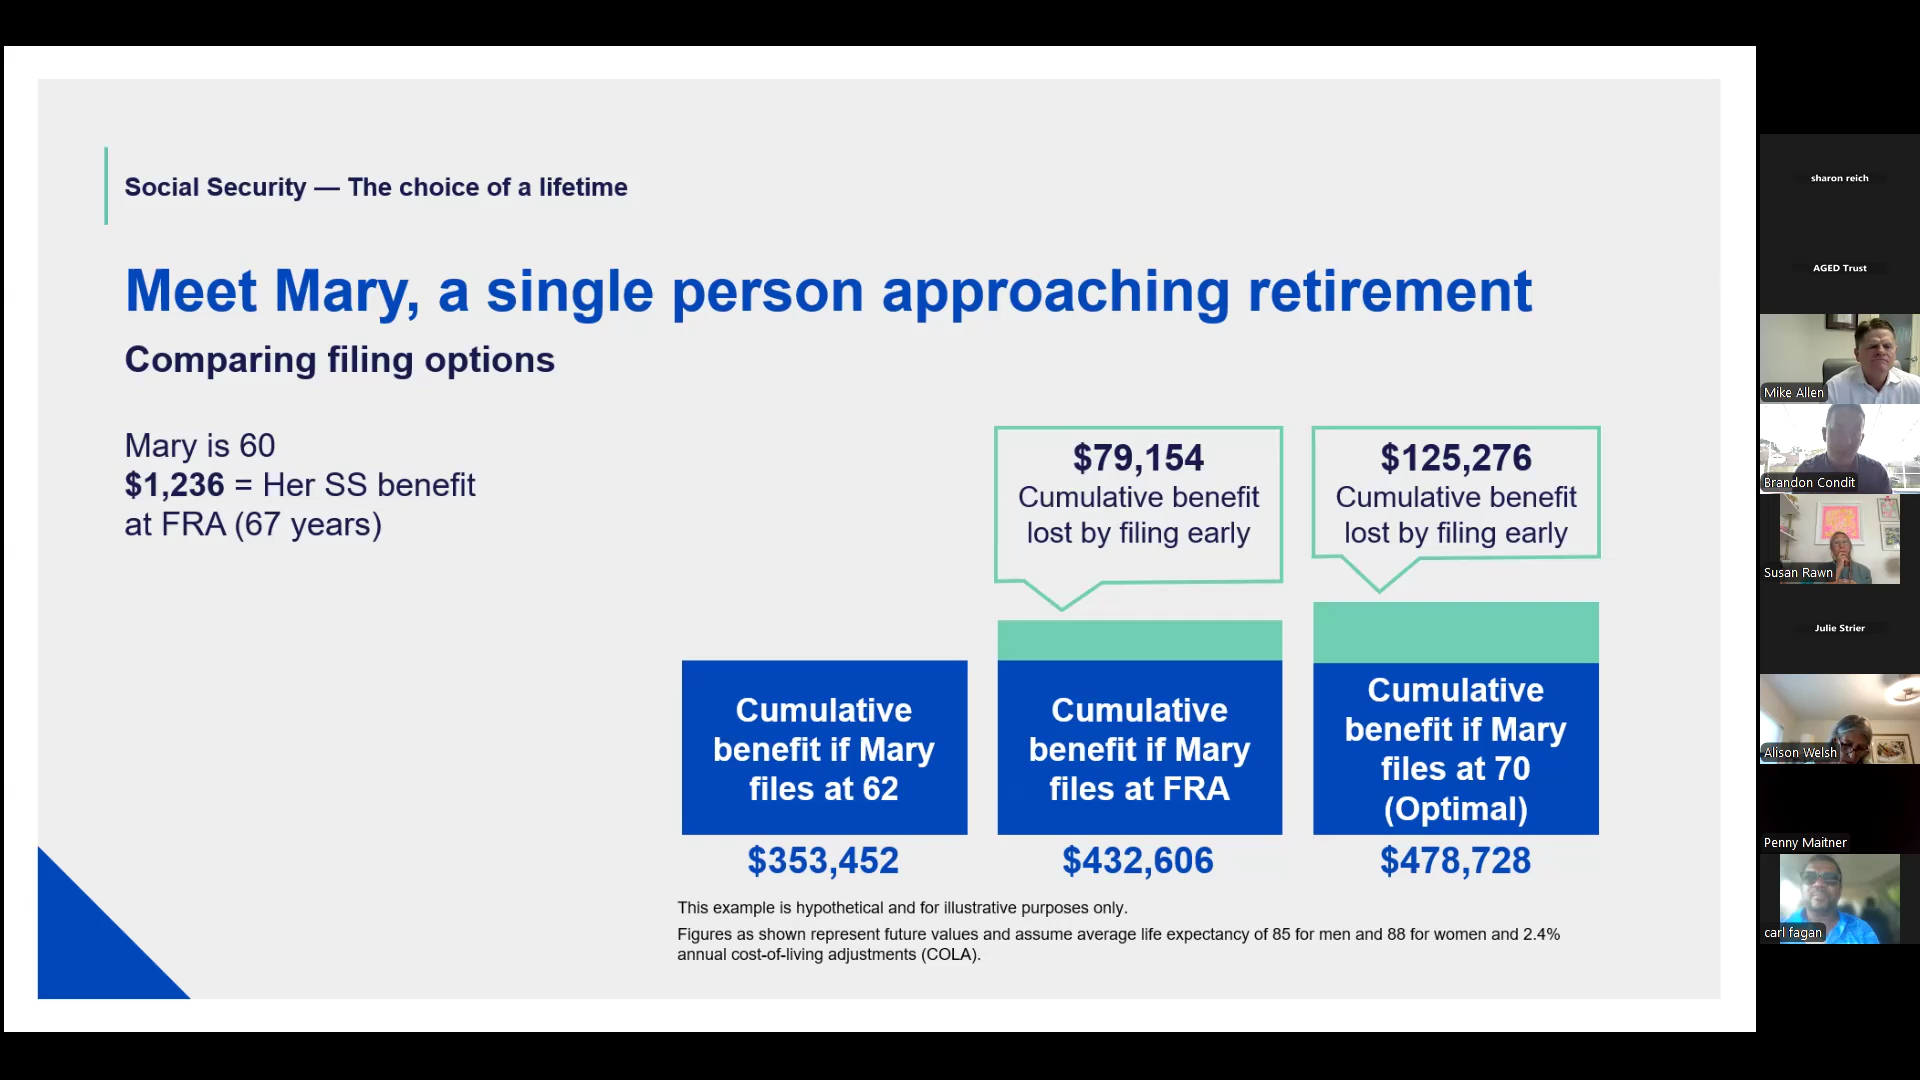 Social Security — The choice of a lifetime
Meet Mary, a single person approaching retirement
Comparing filing options
Mary is 60
$1,236 = Her SS benefit
at FRA (67 years)
$79,154
Cumulative benefit
lost by filing early
$125,276
Cumulative benefit
lost by filing early
Cumulative
benefit if Mary
files at 62
$353,452
Cumulative
benefit if Mary
files at FRA
$432,606
Cumulative
benefit if Mary
files at 70
(Optimal)
$478,728
This example is hypothetical and for illustrative purposes only.
Figures as shown represent future values and assume average life expectancy of 85 for men and 88 for women and 2.4%
annual cost-of-living adjustments (COLA).
sharon reich
AGED Trust
Mike Allen
Brandon Condit
Susan Rawn
Julie Strier
Alison Welsh
Penny Maitner
carl fagan